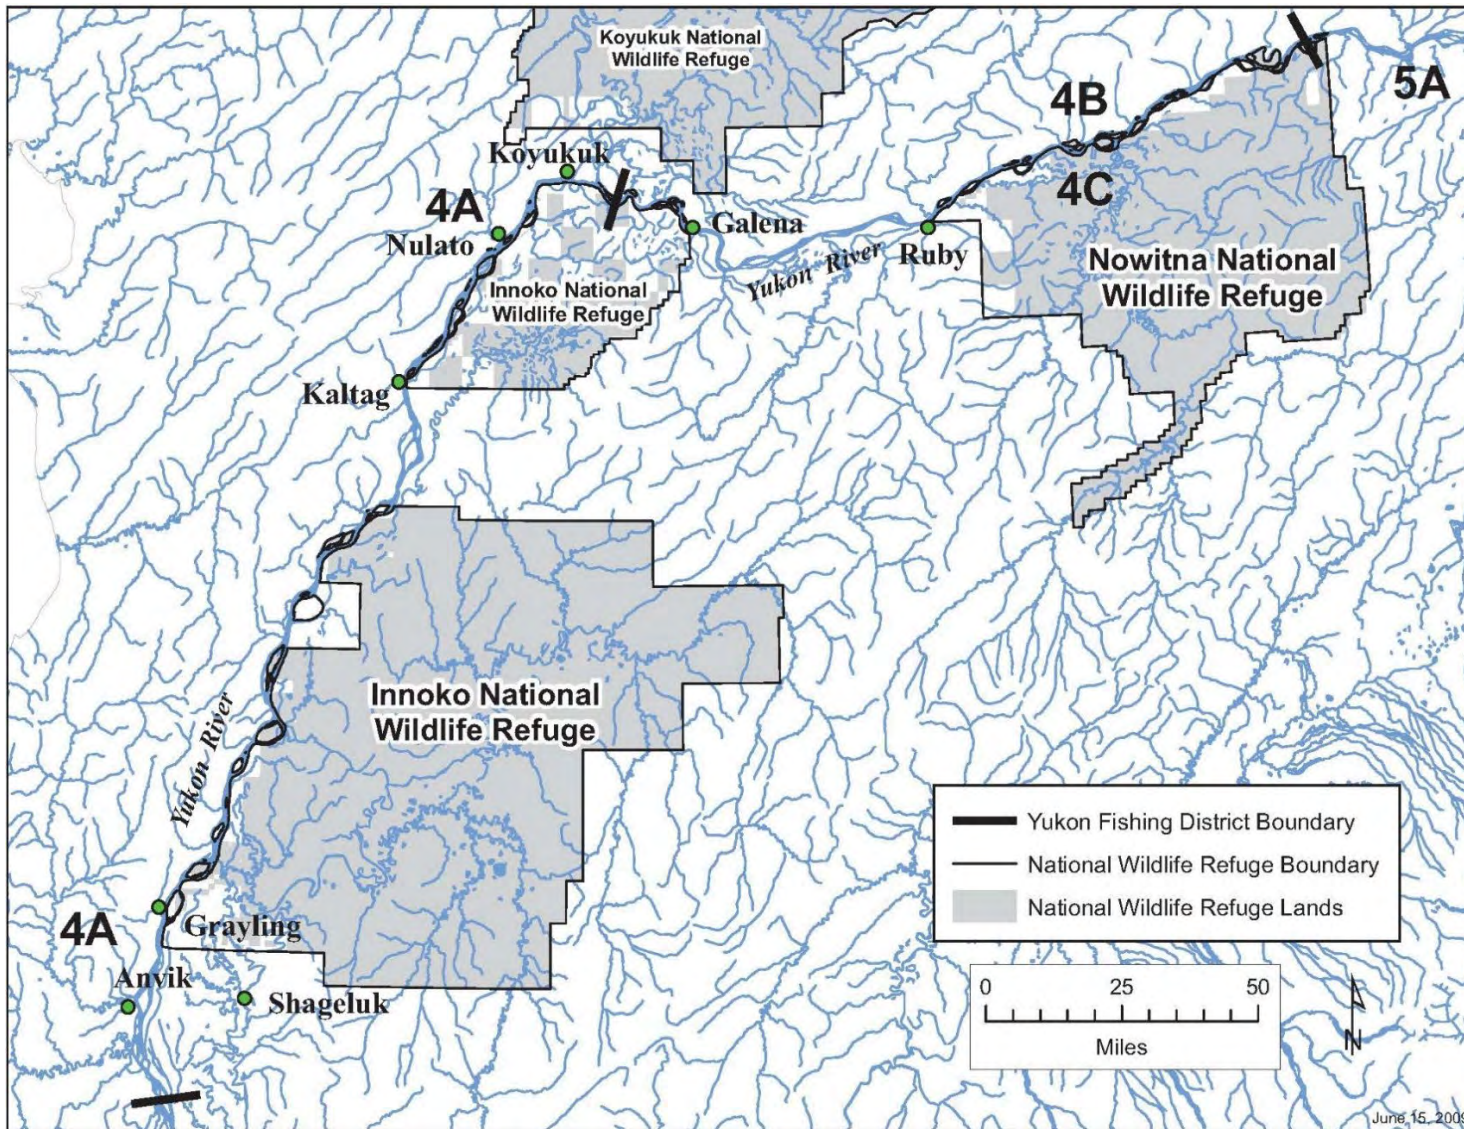 Koyukuk National
Wildlife Refuge
5A
4B
Koyukuk
4C
4A
Nulato
Galena
Ruby
Yukon River
Nowitna National
Wildlife Refuge
Innoko National
Wildlife Refuge
Kaltag
Innoko National
Wildlife Refuge
Yukon River
Yukon Fishing District Boundary
National Wildlife Refuge Boundary
National Wildlife Refuge Lands
4A
Grayling
Anvik
Shageluk
0 25 50
Miles
N
June 15, 2009